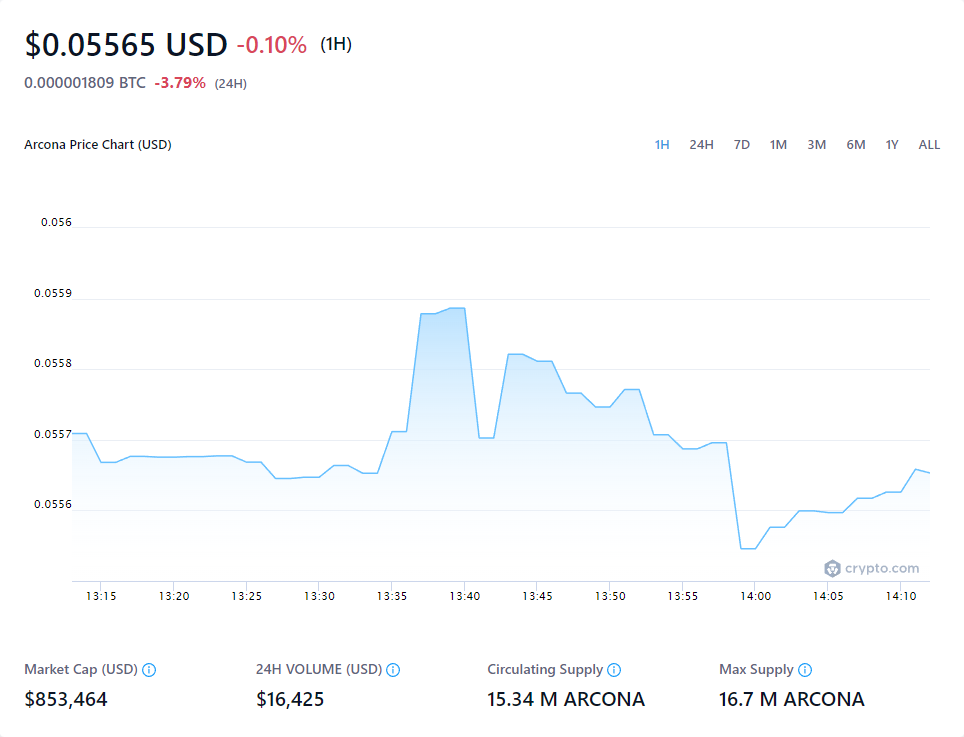 $0.05565 USD -0.10% (1H)
0.000001809 BTC -3.79% (24H)
Arcona Price Chart (USD) 1H 24H 7D 1M 3M 6M 1Y ALL
0.056
0.0559
0.0558
0.0557
0.0556
crypto.com
13:15 13:20 13:25 13:30 13:35 13:40 13:45 13:50 13:55 14:00 14:05 14:10
Market Cap (USD) 24H VOLUME (USD) Circulating Supply Max Supply
$853,464 $16,425 15.34 M ARCONA 16.7 M ARCONA